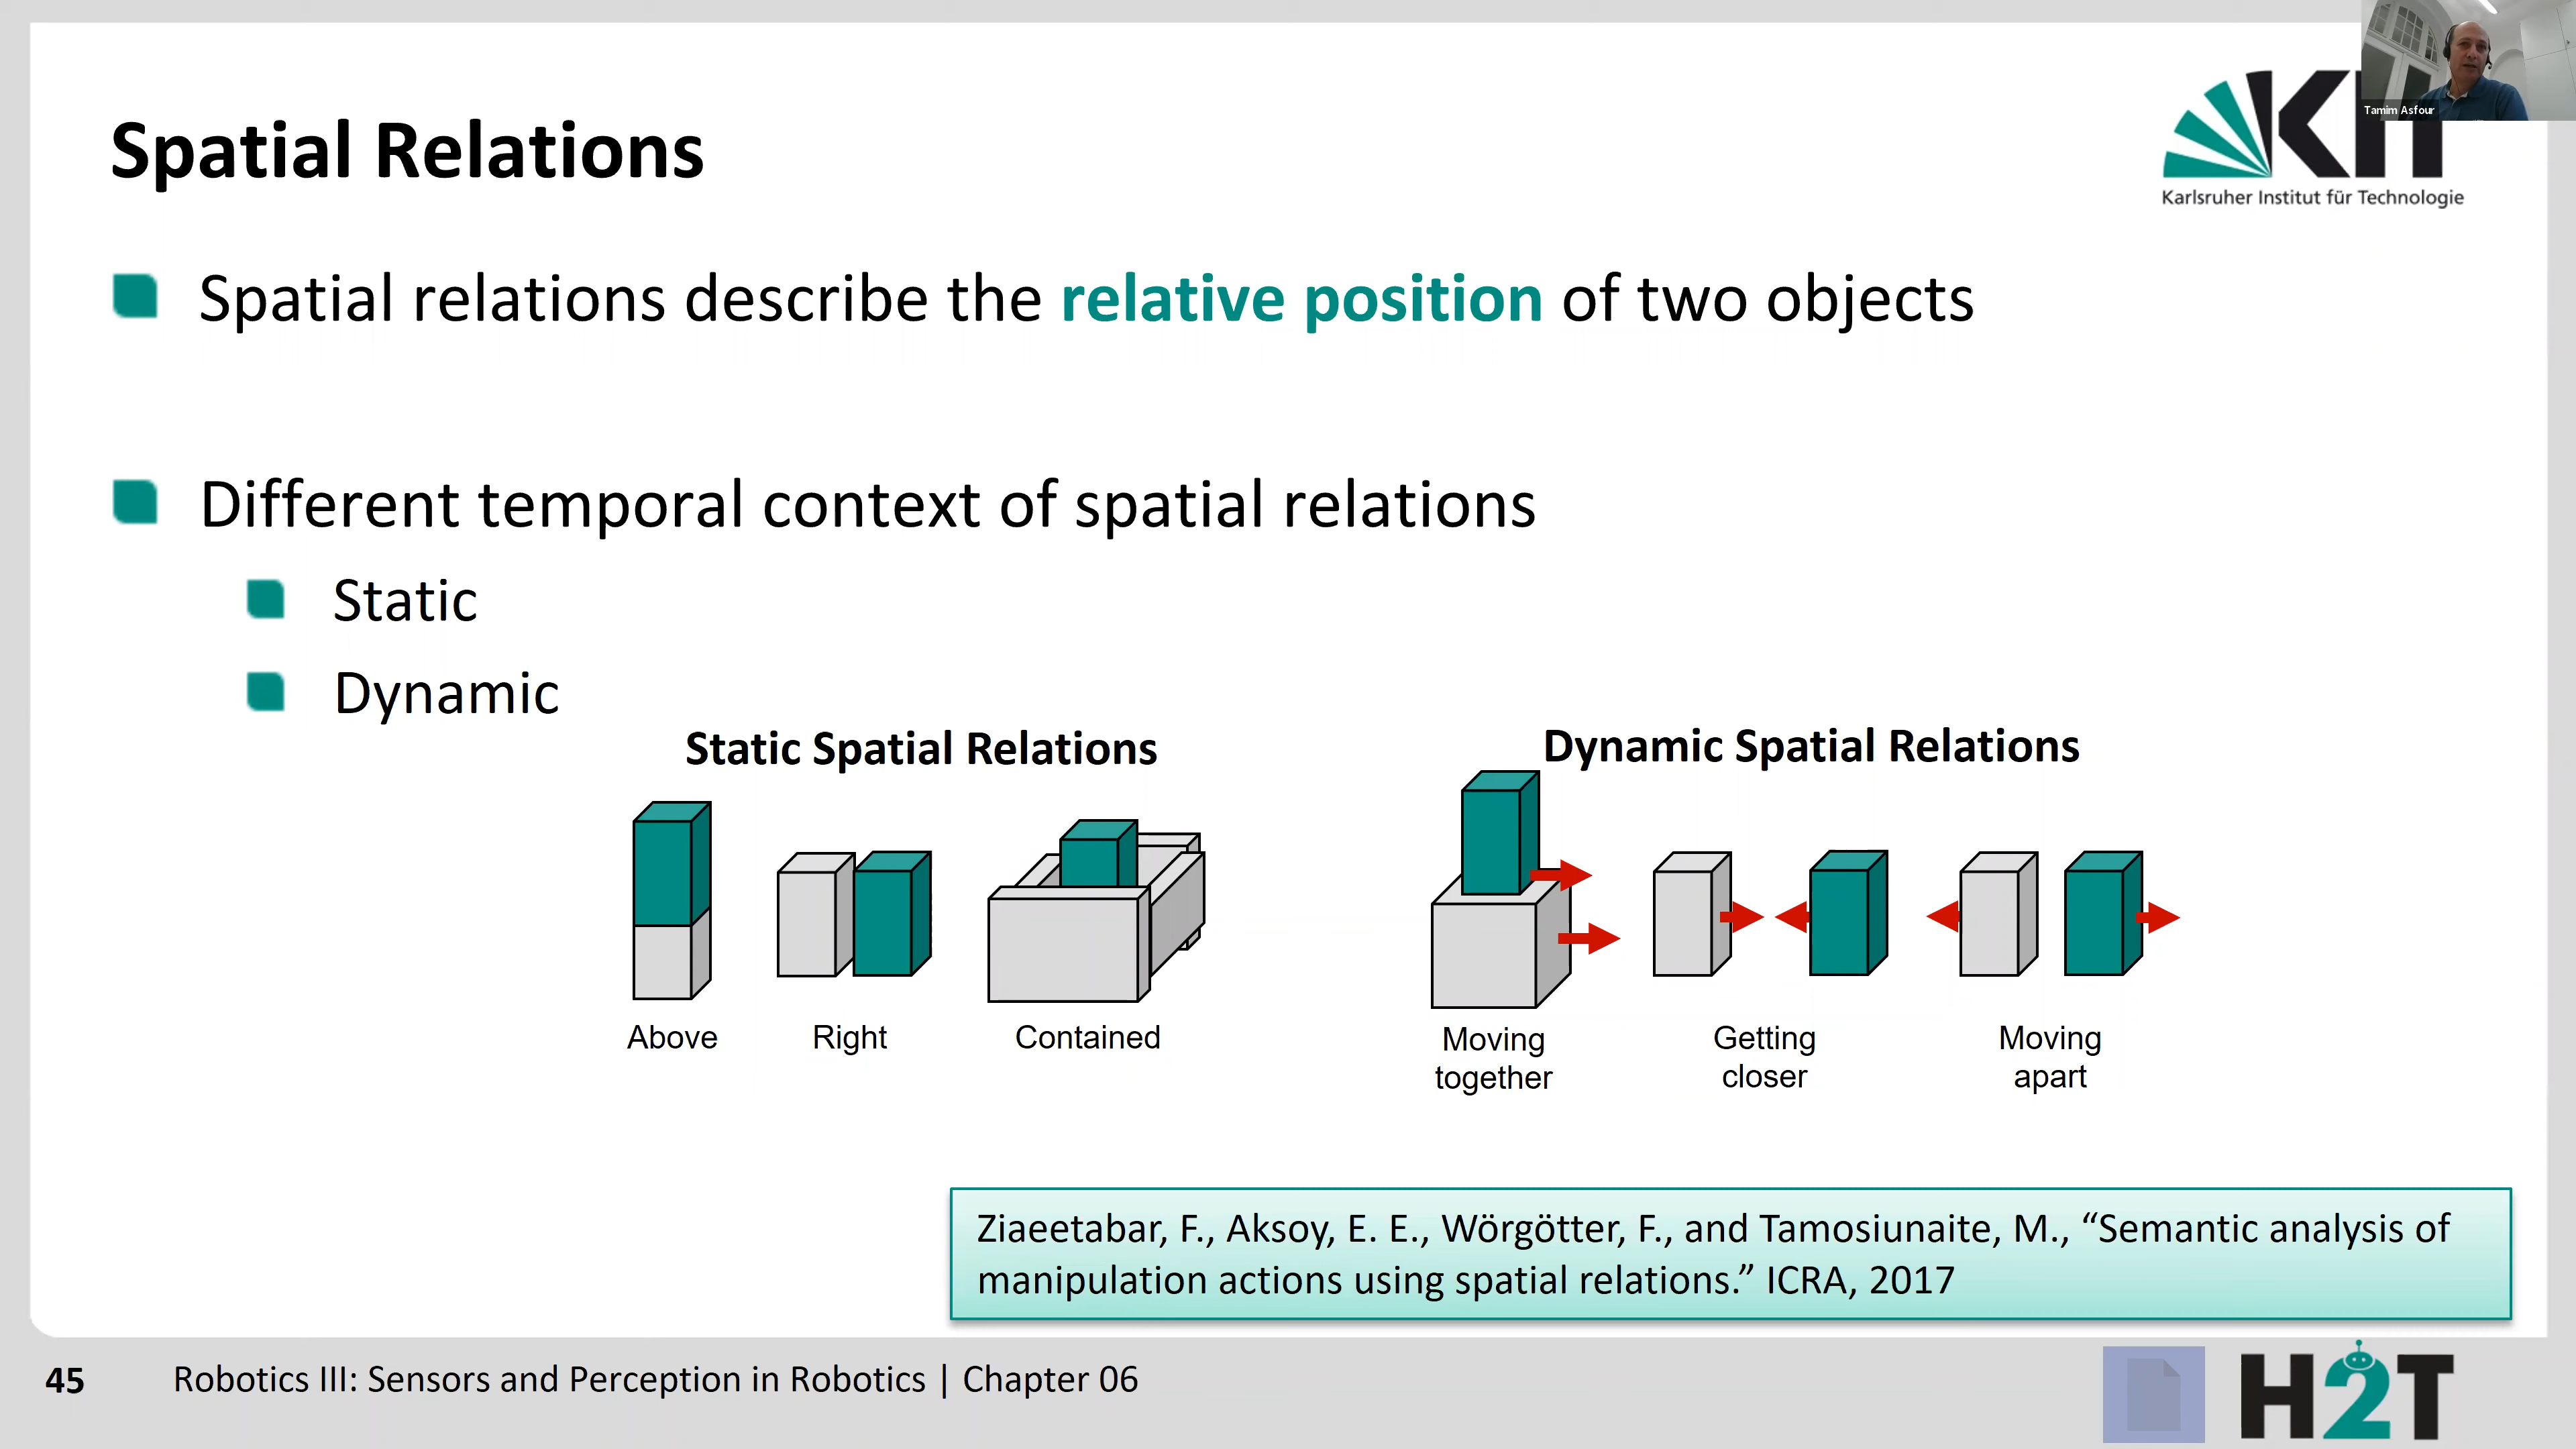 Tamim Asfour
Karlsruher Institut für Technologie
Spatial Relations
Spatial relations describe the relative position of two objects
Different temporal context of spatial relations
Static
Dynamic
Static Spatial Relations
Above
Right
Contained
Dynamic Spatial Relations
Moving
together
Getting
closer
Moving
apart
Ziaeetabar, F., Aksoy, E. E., Wörgötter, F., and Tamosiunaite, M., “Semantic analysis of
manipulation actions using spatial relations.” ICRA, 2017
45
Robotics III: Sensors and Perception in Robotics | Chapter 06
H2T